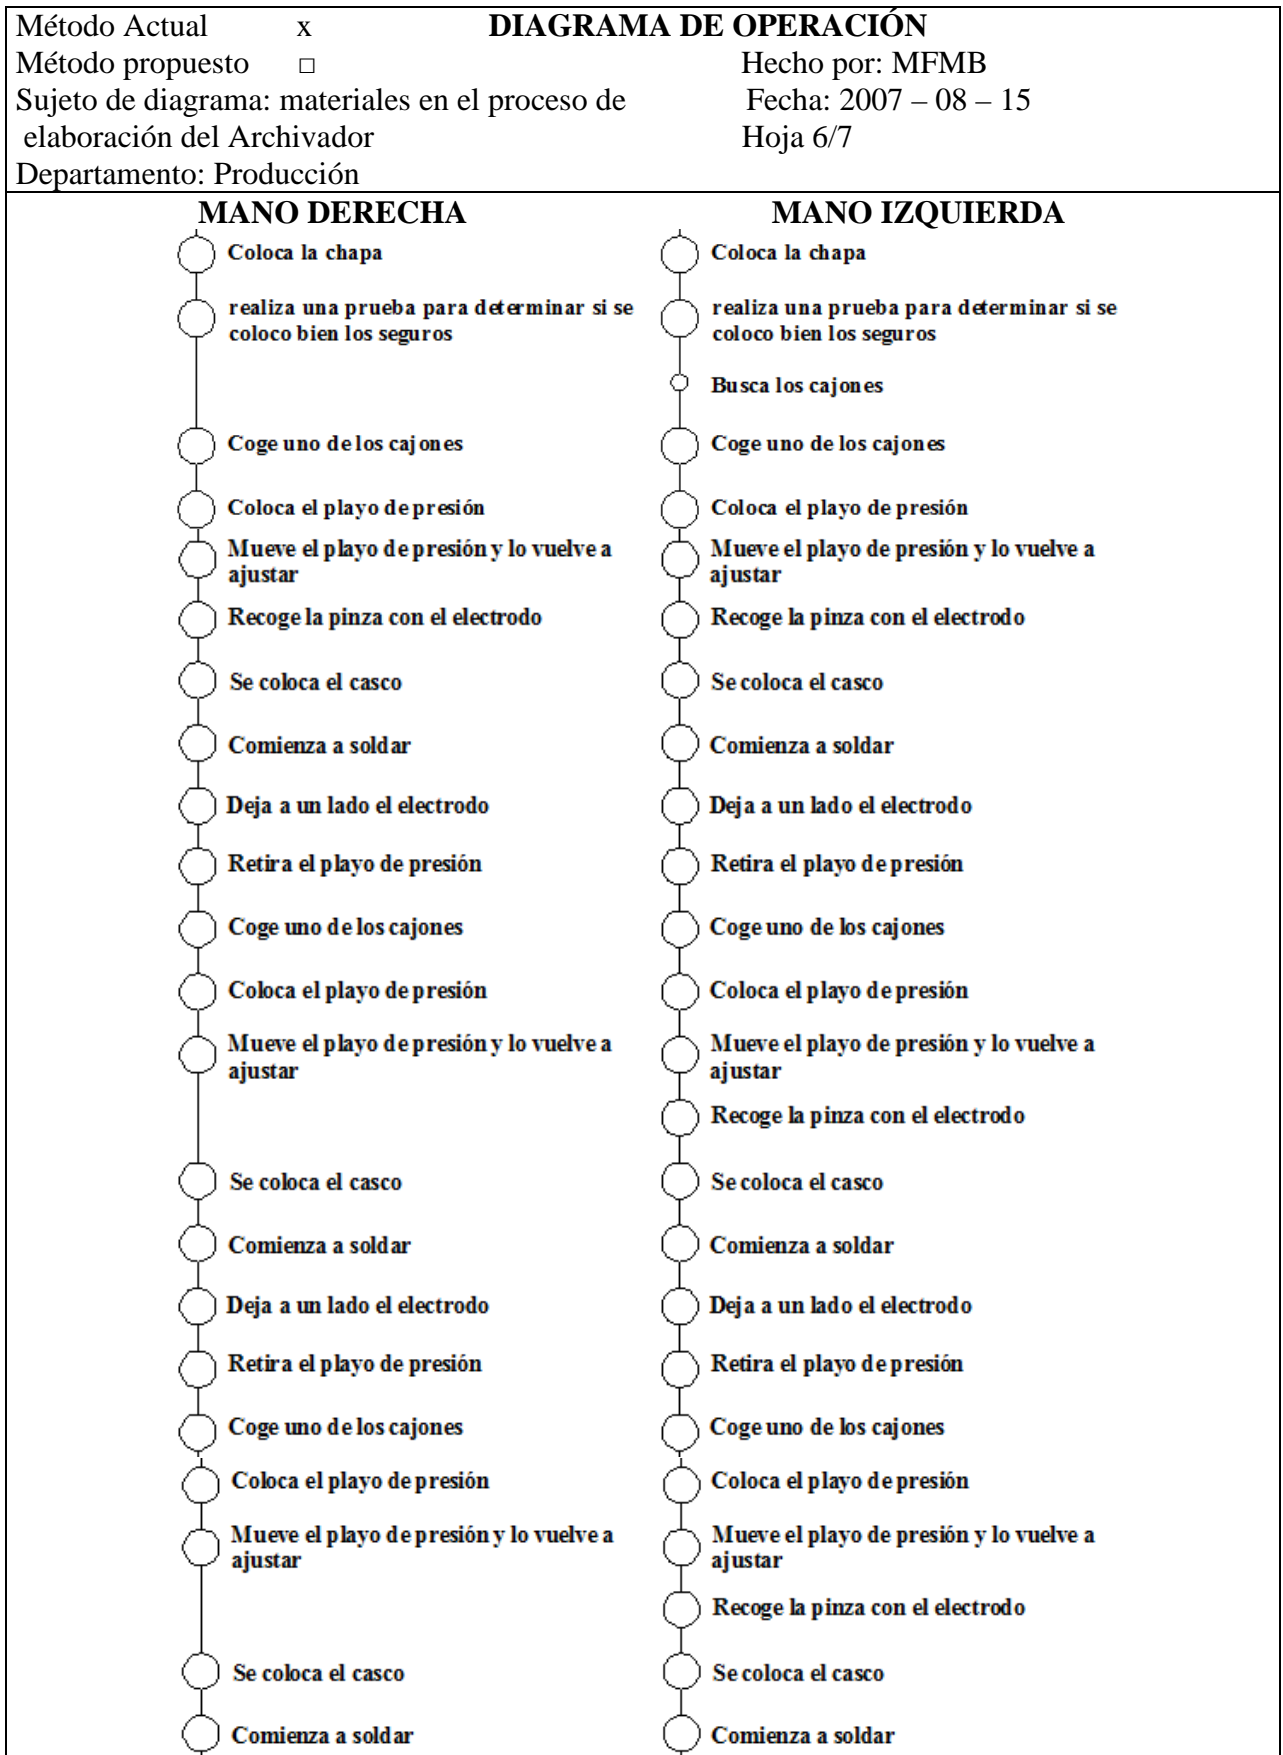 Método Actual x DIAGRAMA DE OPERACIÓN
Método propuesto □ Hecho por: MFMB
Sujeto de diagrama: materiales en el proceso de Fecha: 2007 – 08 – 15
elaboración del Archivador Hoja 6/7
Departamento: Producción
MANO DERECHA MANO IZQUIERDA
Coloca la chapa Coloca la chapa
realiza una prueba para determinar si se realiza una prueba para determinar si se
coloco bien los seguros coloco bien los seguros
Busca los cajones
Coge uno de los cajones Coge uno de los cajones
Coloca el playo de presión Coloca el playo de presión
Mueve el playo de presión y lo vuelve a Mueve el playo de presión y lo vuelve a
ajustar ajustar
Recoge la pinza con el electrodo Recoge la pinza con el electrodo
Se coloca el casco Se coloca el casco
Comienza a soldar Comienza a soldar
Deja a un lado el electrodo Deja a un lado el electrodo
Retira el playo de presión Retira el playo de presión
Coge uno de los cajones Coge uno de los cajones
Coloca el playo de presión Coloca el playo de presión
Mueve el playo de presión y lo vuelve a Mueve el playo de presión y lo vuelve a
ajustar ajustar
Recoge la pinza con el electrodo
Se coloca el casco Se coloca el casco
Comienza a soldar Comienza a soldar
Deja a un lado el electrodo Deja a un lado el electrodo
Retira el playo de presión Retira el playo de presión
Coge uno de los cajones Coge uno de los cajones
Coloca el playo de presión Coloca el playo de presión
Mueve el playo de presión y lo vuelve a Mueve el playo de presión y lo vuelve a
ajustar ajustar
Recoge la pinza con el electrodo
Se coloca el casco Se coloca el casco
Comienza a soldar Comienza a soldar